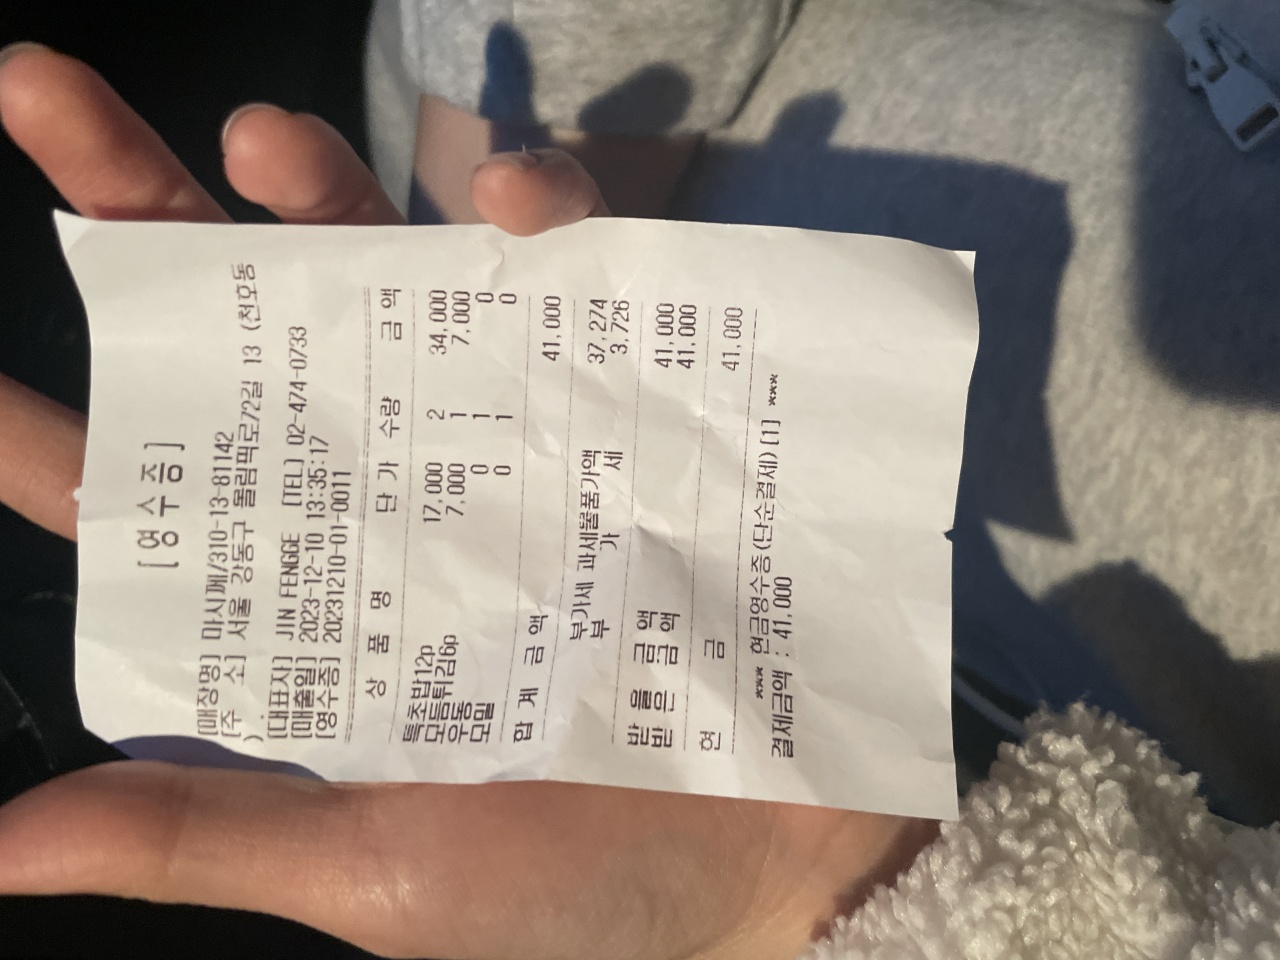 [영 수 증]
[매장명] 마시께/310-13-81142
[주 소] 서울 강동구 올림픽로72길 13 (천호동
).
[대표자] JIN FENGGE [TEL] 02-474-0733
[매출일] 2023-12-10 13:35:17
[영수증] 20231210-01-0011
상 품 명 단 가 수량 금 액
특초밥12p 17,000 2 34,000
모듬튀김6p 7,000 1 7,000
우동 0 1 0
모밀 0 1 0
합 계 금 액 41,000
부가세 과세물품가액 37,274
부 가 세 3,726
받 을 금 액 41,000
받 은 금 액 41,000
현 금 41,000
*** 현금영수증(단순결제) [1] ***
결제금액 : 41,000